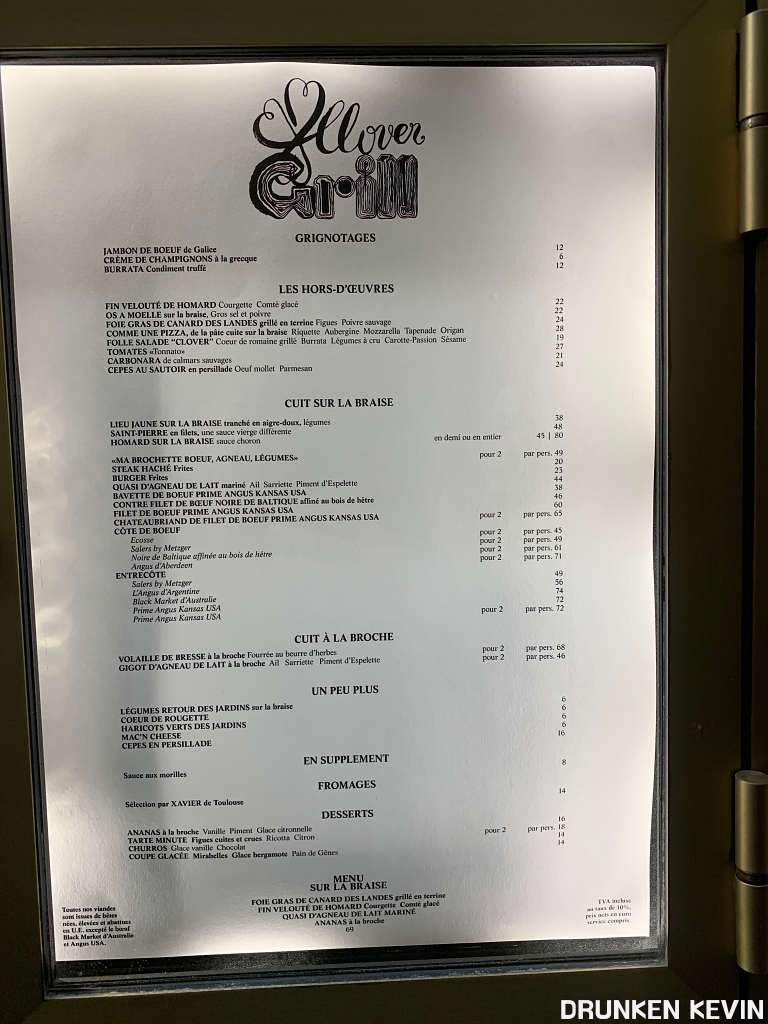 Clover
Grill
GRIGNOTAGES
JAMBON DE BOEUF de Galice 12
CRÈME DE CHAMPIGNONS à la grecque 6
BURRATA Condiment truffé 12
LES HORS-D'ŒUVRES
FIN VELOUTÉ DE HOMARD Courgette Comté glacé 22
OS A MOELLE sur la braise, Gros sel et poivre 22
FOIE GRAS DE CANARD DES LANDES grillé en terrine Figues Poivre sauvage 24
COMME UNE PIZZA, de la pâte cuite sur la braise Riquette Aubergine Mozzarella Tapenade Origan 28
FOLLE SALADE "CLOVER" Coeur de romaine grillé Burrata Légumes à cru Carotte-Passion Sésame 19
TOMATES «Tonnato» 27
CARBONARA de calmars sauvages 21
CEPES AU SAUTOIR en persillade Oeuf mollet Parmesan 24
CUIT SUR LA BRAISE
LIEU JAUNE SUR LA BRAISE tranché en aigre-doux, légumes 38
SAINT-PIERRE en filets, une sauce vierge différente 48
HOMARD SUR LA BRAISE sauce choron en demi ou en entier 45 | 80
«MA BROCHETTE BOEUF, AGNEAU, LÉGUMES» pour 2 par pers. 49
STEAK HACHÉ Frites 20
BURGER Frites 23
QUASI D'AGNEAU DE LAIT mariné Ail Sarriette Piment d'Espelette 44
BAVETTE DE BOEUF PRIME ANGUS KANSAS USA 38
CONTRE FILET DE BŒUF NOIRE DE BALTIQUE affiné au bois de hêtre 46
FILET DE BOEUF PRIME ANGUS KANSAS USA 60
CHATEAUBRIAND DE FILET DE BOEUF PRIME ANGUS KANSAS USA pour 2 par pers. 65
CÔTE DE BOEUF
Ecosse pour 2 par pers. 45
Salers by Metzger pour 2 par pers. 49
Noire de Baltique affinée au bois de hêtre pour 2 par pers. 61
Angus d'Aberdeen pour 2 par pers. 71
ENTRECÔTE
Salers by Metzger 49
L'Angus d'Argentine 56
Black Market d'Australie 74
Prime Angus Kansas USA 72
Prime Angus Kansas USA pour 2 par pers. 72
CUIT À LA BROCHE
VOLAILLE DE BRESSE à la broche Fourrée au beurre d'herbes pour 2 par pers. 68
GIGOT D'AGNEAU DE LAIT à la broche Ail Sarriette Piment d'Espelette pour 2 par pers. 46
UN PEU PLUS
LÉGUMES RETOUR DES JARDINS sur la braise 6
COEUR DE ROUGETTE 6
HARICOTS VERTS DES JARDINS 6
MAC'N CHEESE 6
CEPES EN PERSILLADE 16
EN SUPPLEMENT
Sauce aux morilles 8
FROMAGES
Sélection par XAVIER de Toulouse 14
DESSERTS
ANANAS à la broche Vanille Piment Glace citronnelle 16
TARTE MINUTE Figues cuites et crues Ricotta Citron pour 2 par pers. 18
CHURROS Glace vanille Chocolat 14
COUPE GLACÉE Mirabelles Glace bergamote Pain de Gênes 14
MENU
SUR LA BRAISE
FOIE GRAS DE CANARD DES LANDES grillé en terrine
FIN VELOUTÉ DE HOMARD Courgette Comté glacé
QUASI D'AGNEAU DE LAIT MARINÉ
ANANAS à la broche
69
Toutes nos viandes
sont issues de bêtes
nées, élevées et abattues
en U.E. excepté le bœuf
Black Market d'Australie
et Angus USA.
TVA incluse
au taux de 10%,
prix nets en euro
service compris.
DRUNKEN KEVIN